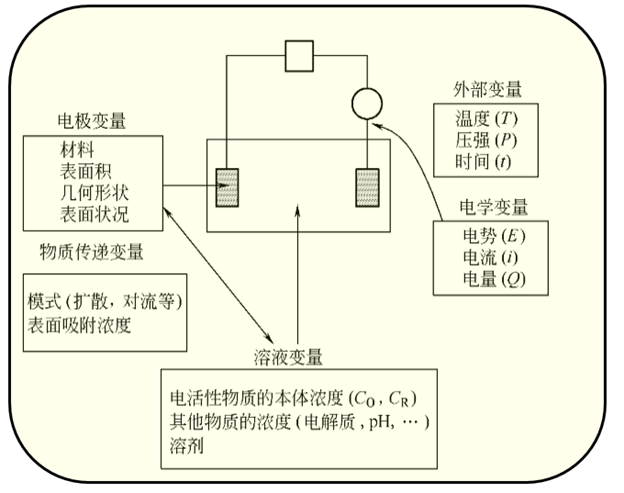 电极变量
材料
表面积
几何形状
表面状况
物质传递变量
模式 (扩散, 对流等)
表面吸附浓度
外部变量
温度 (T)
压强 (P)
时间 (t)
电学变量
电势 (E)
电流 (i)
电量 (Q)
溶液变量
电活性物质的本体浓度 (C_O, C_R)
其他物质的浓度 (电解质, pH, …)
溶剂